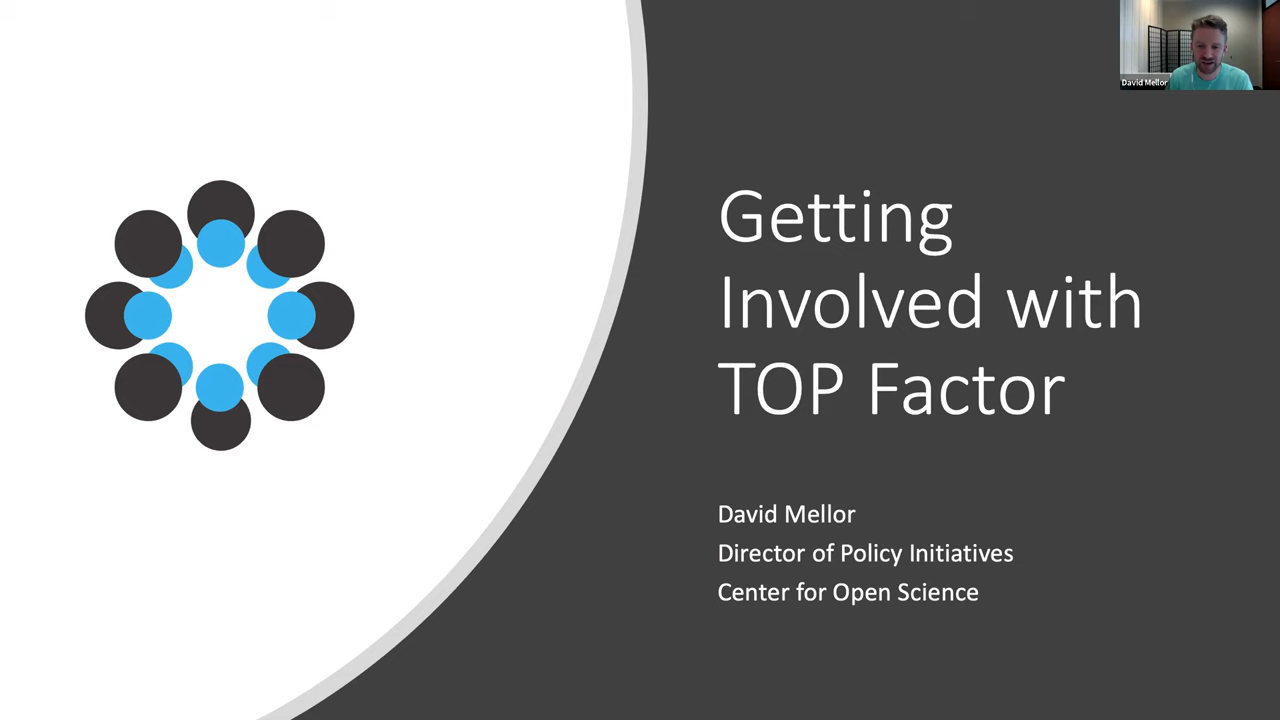 David Mellor
Getting
Involved with
TOP Factor
David Mellor
Director of Policy Initiatives
Center for Open Science